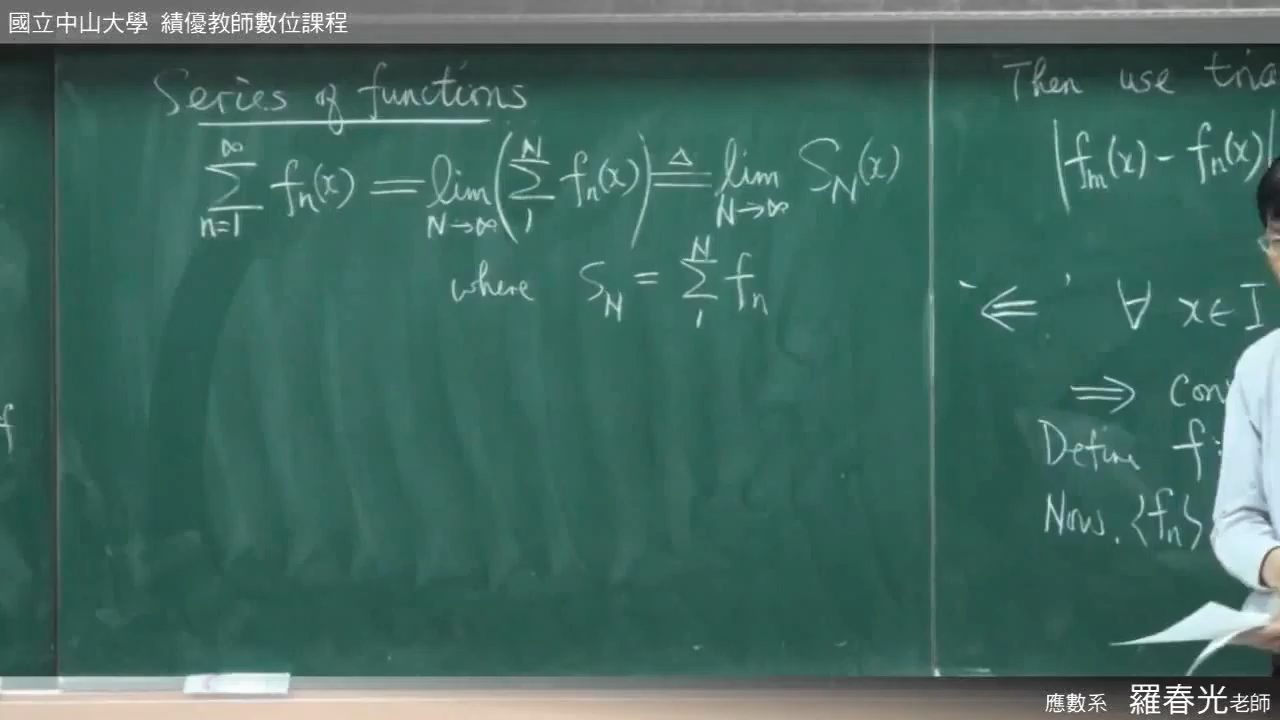 國立中山大學 績優教師數位課程
Series of functions
∞ ∑ n=1 fₙ(x) = lim N→∞ (N ∑ 1 fₙ(x)) ≜ lim N→∞ S_N(x)
where S_N = N ∑ 1 fₙ
Then use
|fₘ(x) - fₙ(x)|
⇐ ∀ x ∈ I
⇒
Define f:
Now. ⟨fₙ⟩
f
應數系 羅春光老師